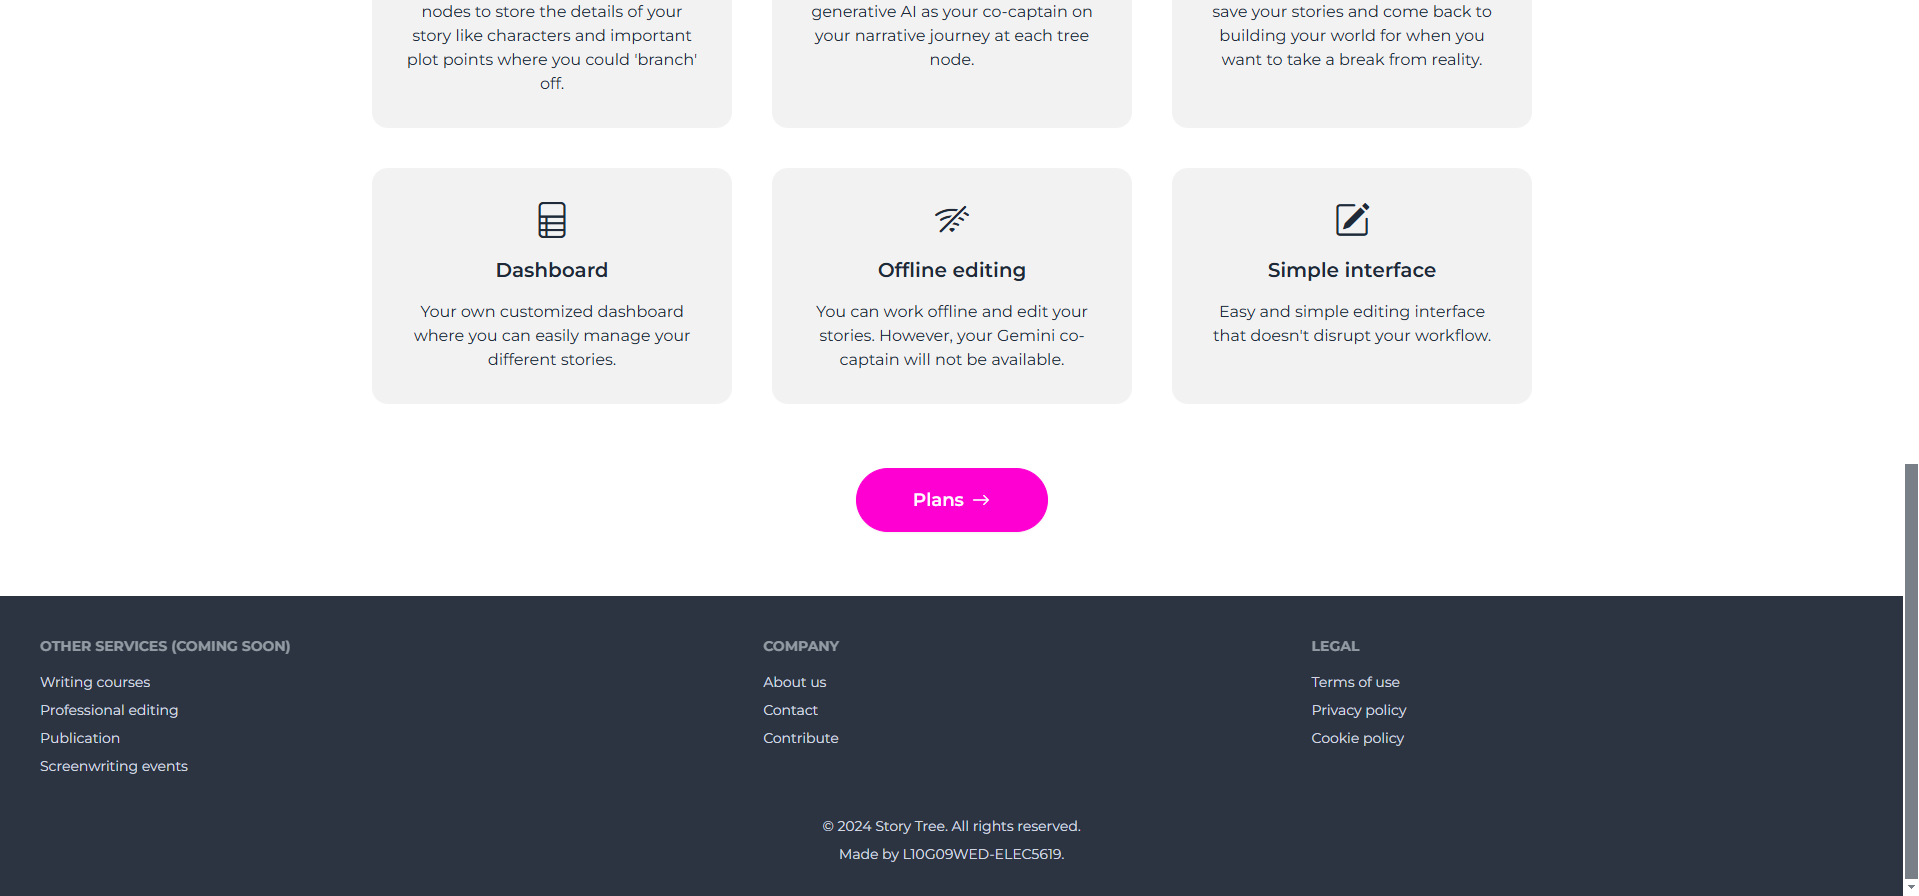 nodes to store the details of your
story like characters and important
plot points where you could 'branch'
off.
generative AI as your co-captain on
your narrative journey at each tree
node.
save your stories and come back to
building your world for when you
want to take a break from reality.
Dashboard
Your own customized dashboard
where you can easily manage your
different stories.
Offline editing
You can work offline and edit your
stories. However, your Gemini co-
captain will not be available.
Simple interface
Easy and simple editing interface
that doesn't disrupt your workflow.
Plans →
OTHER SERVICES (COMING SOON)
Writing courses
Professional editing
Publication
Screenwriting events
COMPANY
About us
Contact
Contribute
LEGAL
Terms of use
Privacy policy
Cookie policy
© 2024 Story Tree. All rights reserved.
Made by L10G09WED-ELEC5619.